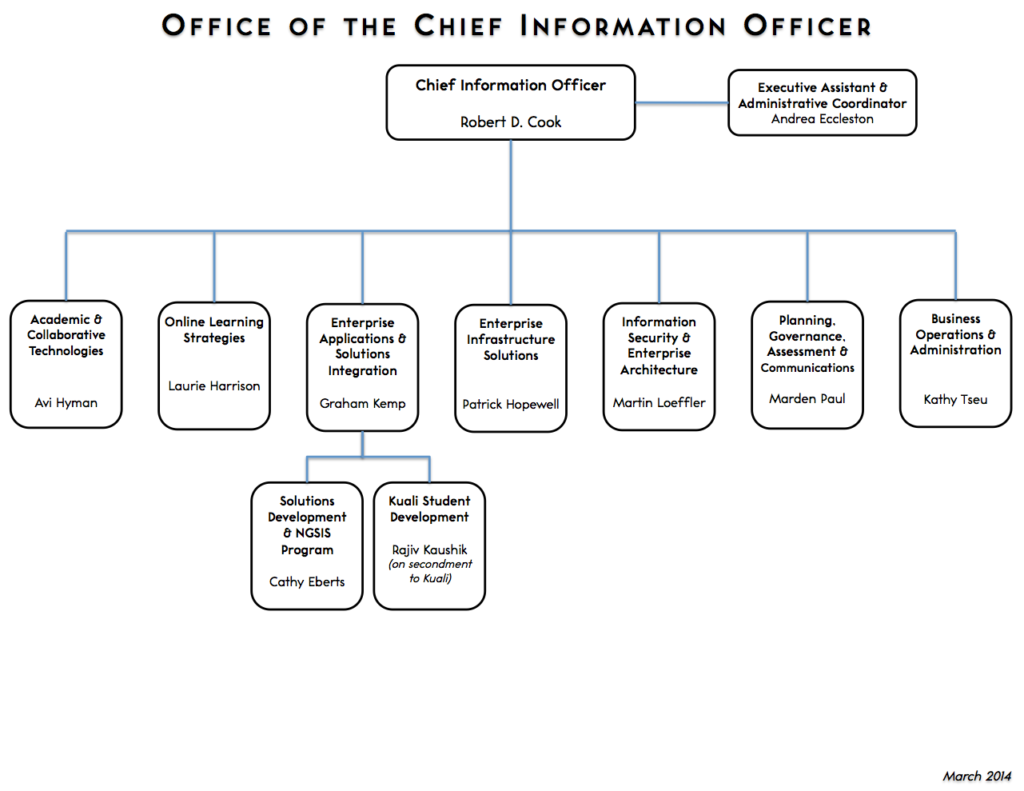 OFFICE OF THE CHIEF INFORMATION OFFICER
Chief Information Officer
Robert D. Cook
Executive Assistant &
Administrative Coordinator
Andrea Eccleston
Academic &
Collaborative
Technologies
Avi Hyman
Online Learning
Strategies
Laurie Harrison
Enterprise
Applications &
Solutions
Integration
Graham Kemp
Enterprise
Infrastructure
Solutions
Patrick Hopewell
Information
Security &
Enterprise
Architecture
Martin Loeffler
Planning,
Governance,
Assessment &
Communications
Marden Paul
Business
Operations &
Administration
Kathy Tseu
Solutions
Development
& NGSIS
Program
Cathy Eberts
Kuali Student
Development
Rajiv Kaushik
(on secondment
to Kuali)
March 2014